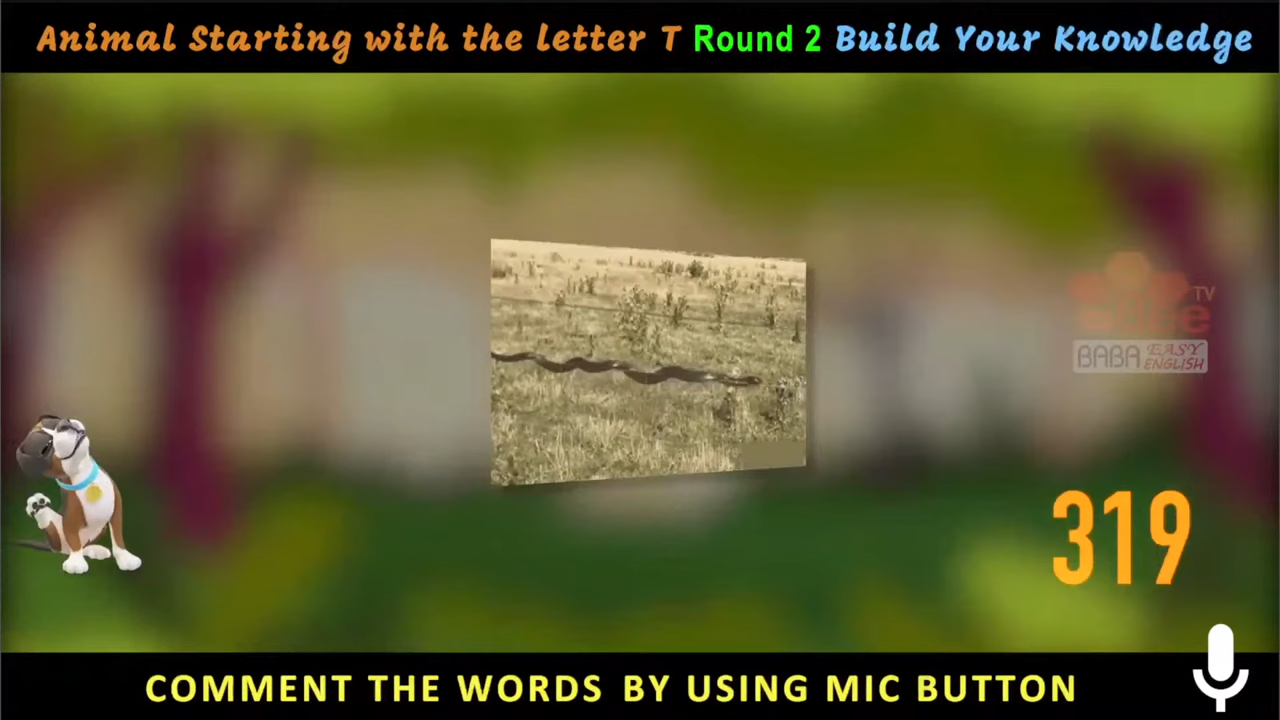 Animal Starting with the letter T Round 2 Build Your Knowledge
TV
BABA EASY ENGLISH
319
COMMENT THE WORDS BY USING MIC BUTTON